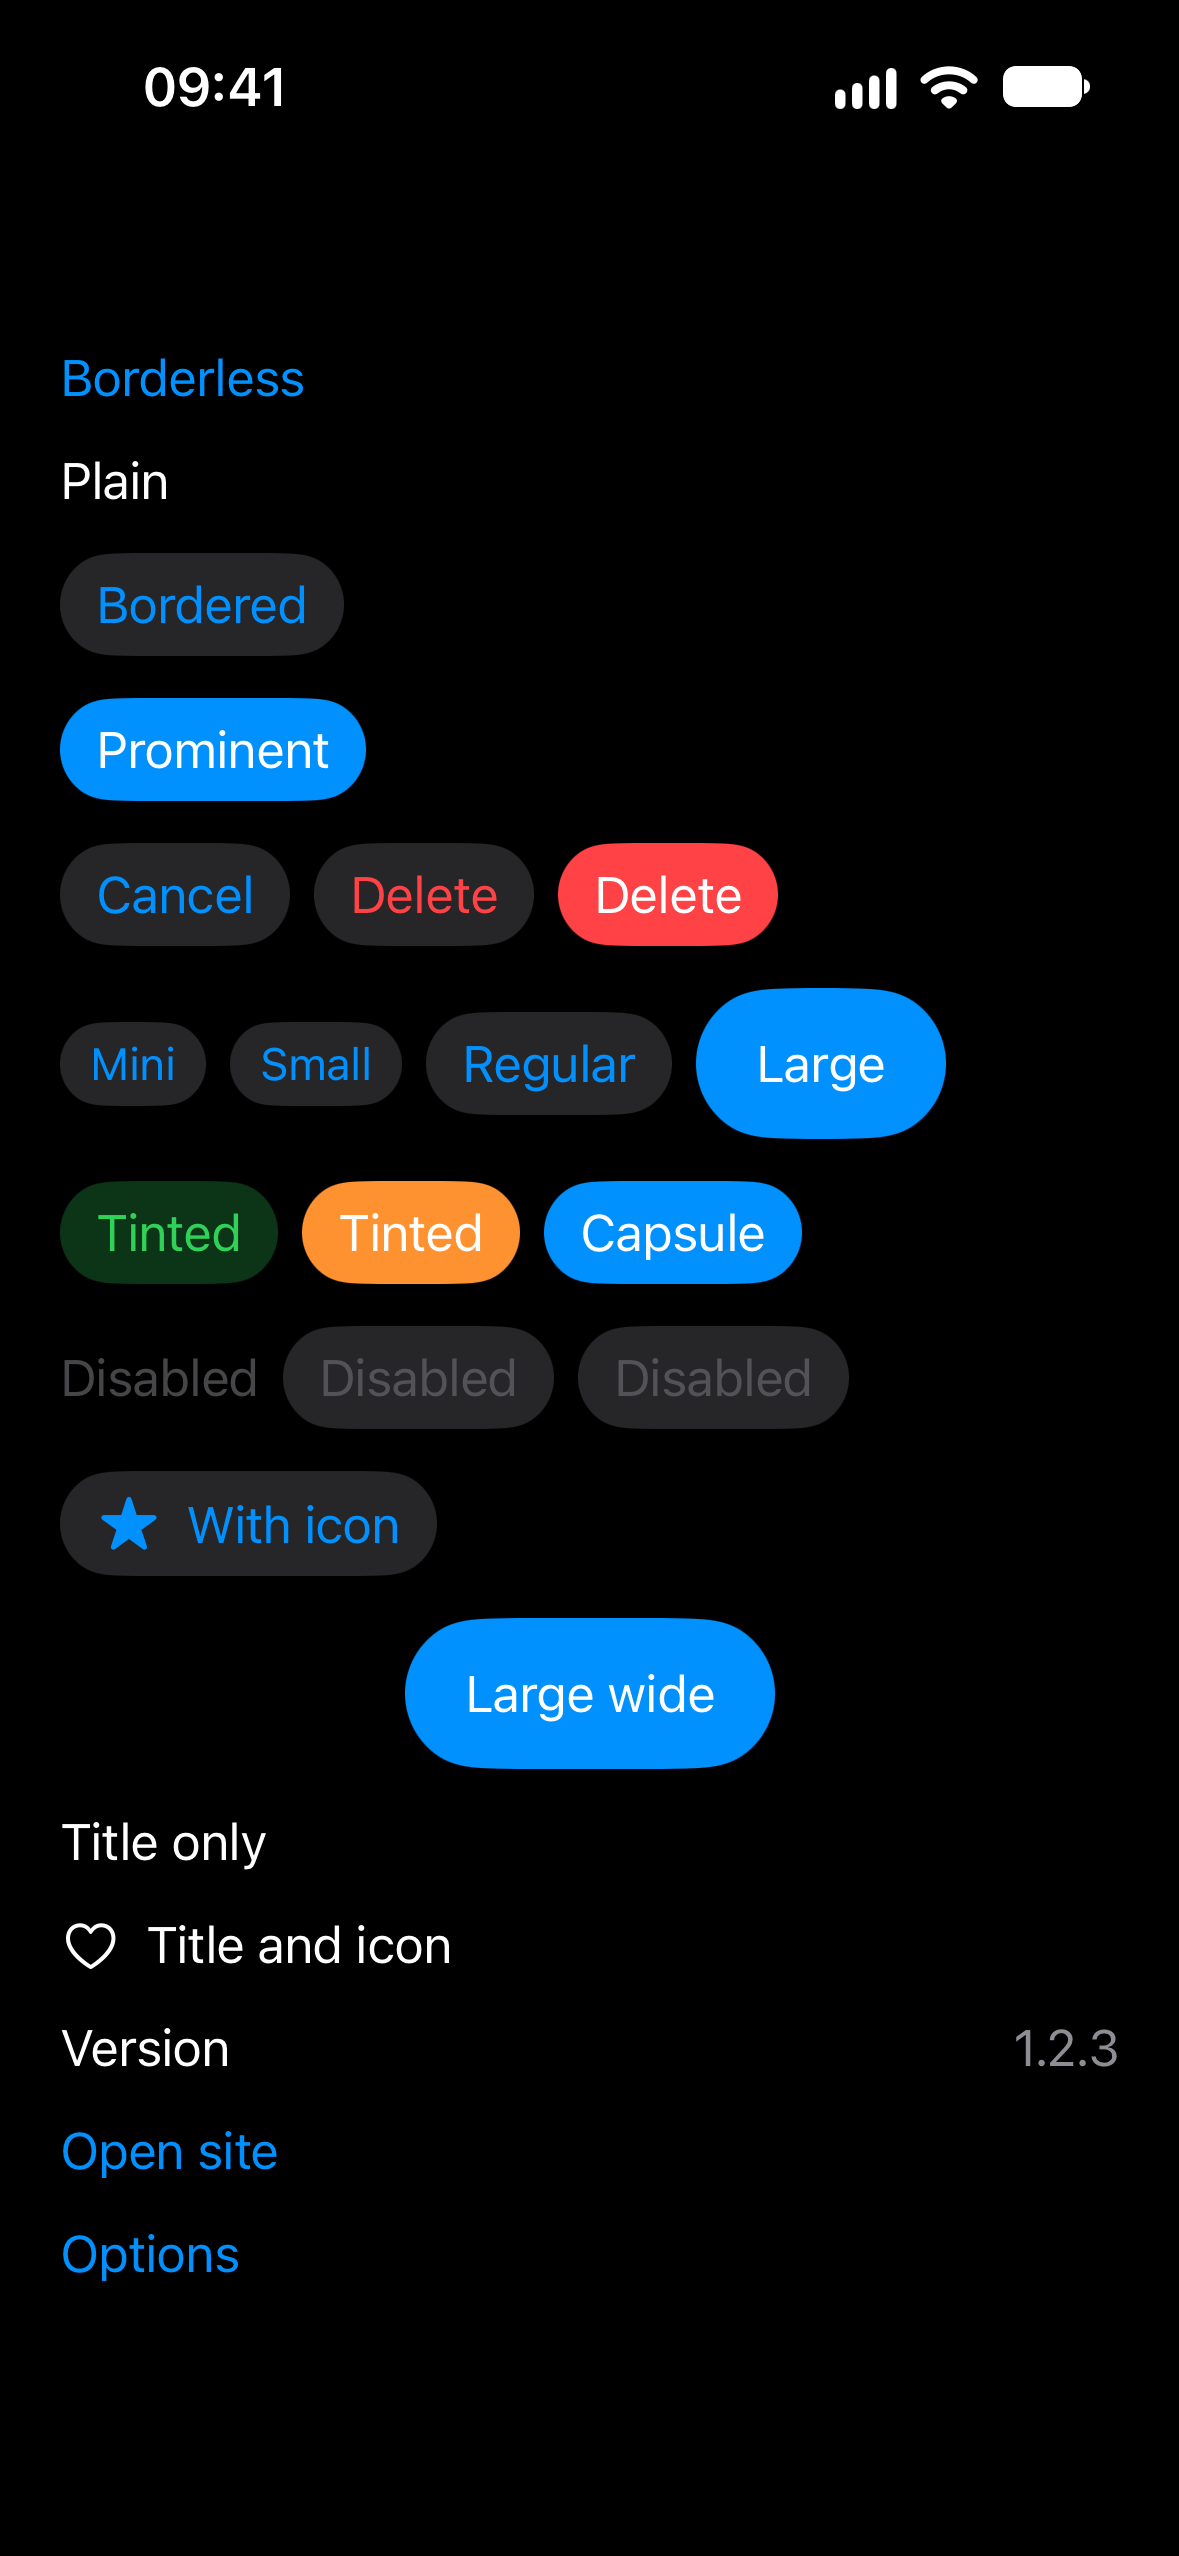 09:41
Borderless
Plain
Bordered
Prominent
Cancel Delete Delete
Mini Small Regular Large
Tinted Tinted Capsule
Disabled Disabled Disabled
With icon
Large wide
Title only
Title and icon
Version 1.2.3
Open site
Options